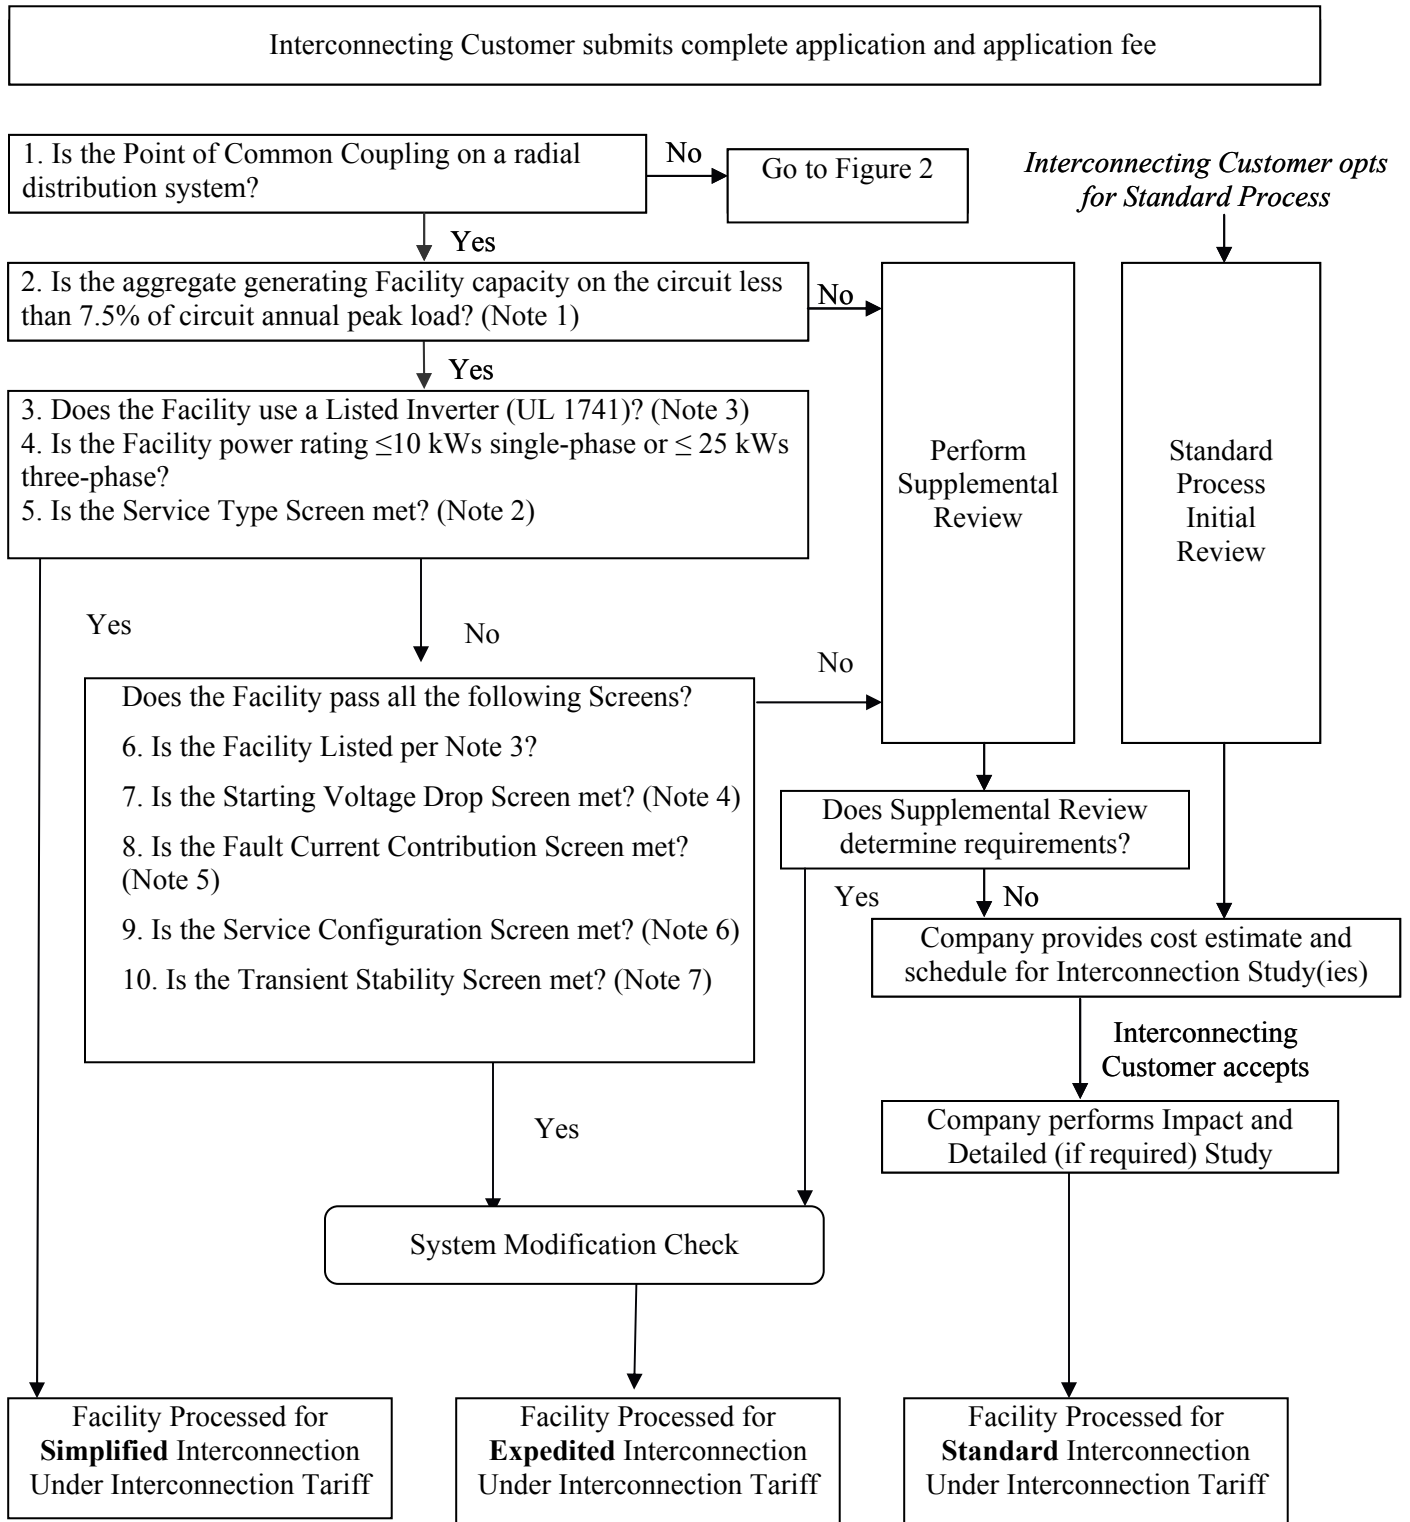 Interconnecting Customer submits complete application and application fee
1. Is the Point of Common Coupling on a radial
distribution system?
No
Go to Figure 2
Interconnecting Customer opts
for Standard Process
Yes
2. Is the aggregate generating Facility capacity on the circuit less
than 7.5% of circuit annual peak load? (Note 1)
No
Yes
3. Does the Facility use a Listed Inverter (UL 1741)? (Note 3)
4. Is the Facility power rating ≤10 kWs single-phase or ≤ 25 kWs
three-phase?
5. Is the Service Type Screen met? (Note 2)
Perform
Supplemental
Review
Standard
Process
Initial
Review
Yes
No
No
Does the Facility pass all the following Screens?
6. Is the Facility Listed per Note 3?
7. Is the Starting Voltage Drop Screen met? (Note 4)
8. Is the Fault Current Contribution Screen met?
(Note 5)
9. Is the Service Configuration Screen met? (Note 6)
10. Is the Transient Stability Screen met? (Note 7)
Does Supplemental Review
determine requirements?
Yes
No
Company provides cost estimate and
schedule for Interconnection Study(ies)
Interconnecting
Customer accepts
Company performs Impact and
Detailed (if required) Study
Yes
System Modification Check
Facility Processed for
Simplified Interconnection
Under Interconnection Tariff
Facility Processed for
Expedited Interconnection
Under Interconnection Tariff
Facility Processed for
Standard Interconnection
Under Interconnection Tariff